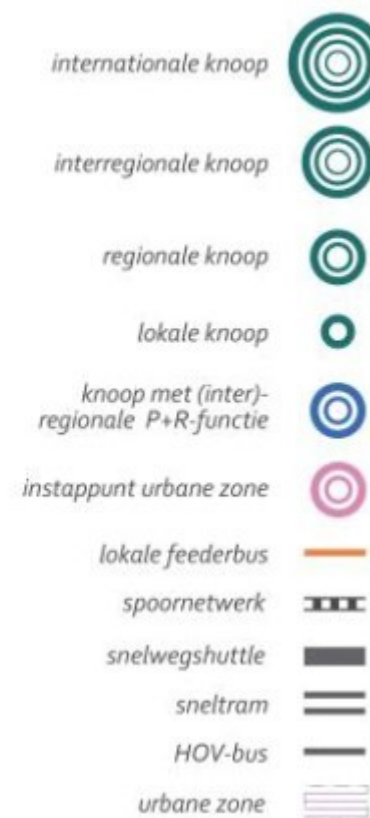 internationale knoop
interregionale knoop
regionale knoop
lokale knoop
knoop met (inter)-
regionale P+R-functie
instappunt urbane zone
lokale feederbus
spoornetwerk
snelwegshuttle
sneltram
HOV-bus
urbane zone